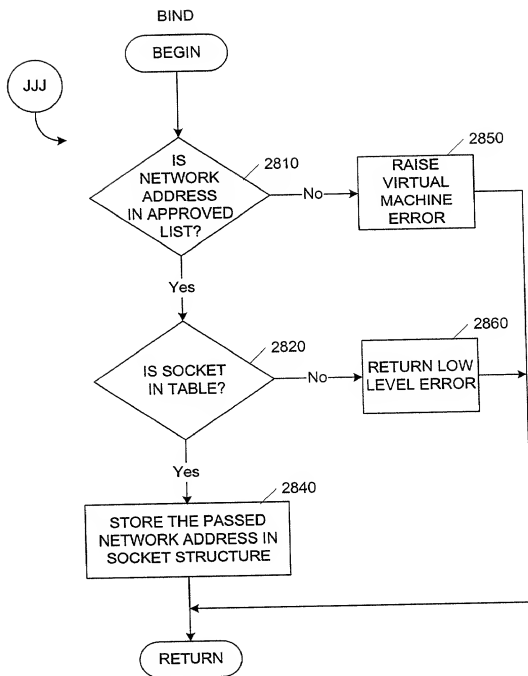 BIND
BEGIN
JJJ
IS
NETWORK
ADDRESS
IN APPROVED
LIST?
2810
No
2850
RAISE
VIRTUAL
MACHINE
ERROR
Yes
IS SOCKET
IN TABLE?
2820
No
2860
RETURN LOW
LEVEL ERROR
Yes
2840
STORE THE PASSED
NETWORK ADDRESS IN
SOCKET STRUCTURE
RETURN